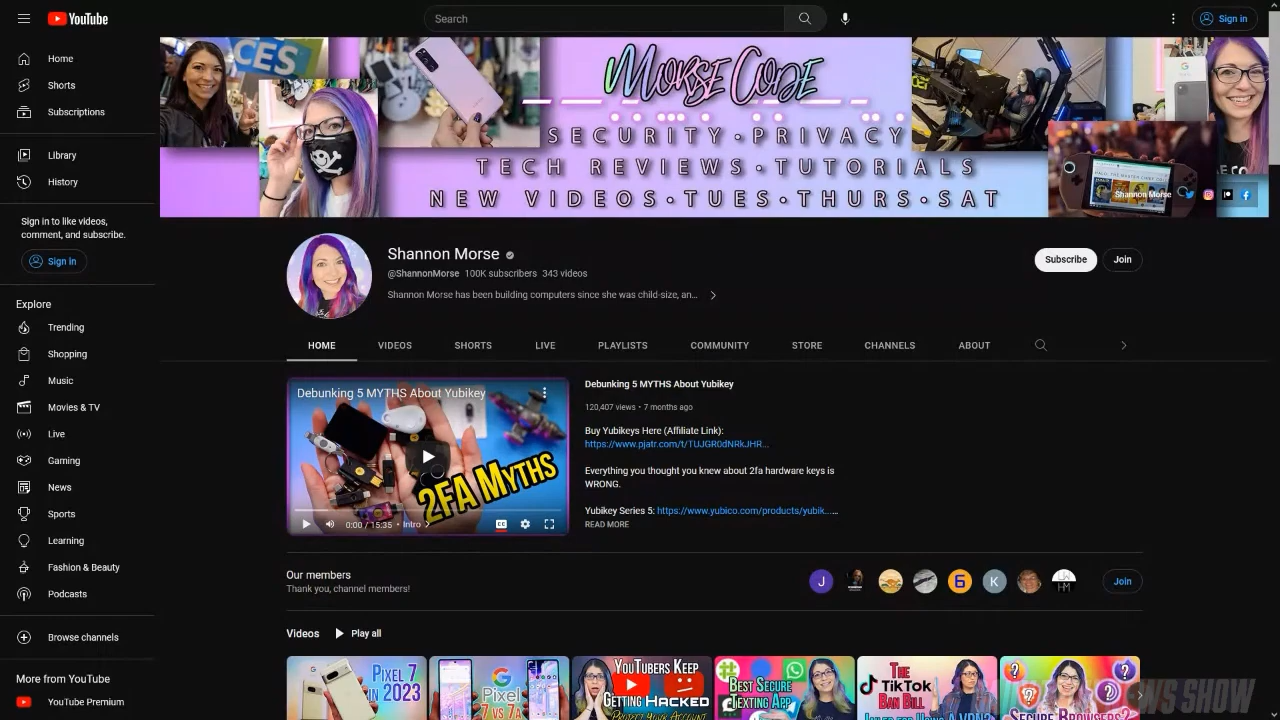 YouTube
Search
Sign in
Home
Shorts
Subscriptions
Library
History
Sign in to like videos,
comment, and subscribe.
Sign in
Explore
Trending
Shopping
Music
Movies & TV
Live
Gaming
News
Sports
Learning
Fashion & Beauty
Podcasts
Browse channels
More from YouTube
YouTube Premium
CES
MORSE CODE
SECURITY•PRIVACY
TECH REVIEWS•TUTORIALS
EW VIDEOS•TUES•THURS•SAT
Shannon Morse
Shannon Morse
@ShannonMorse 100K subscribers 343 videos
Shannon Morse has been building computers since she was child-size, an...
Subscribe
Join
HOME VIDEOS SHORTS LIVE PLAYLISTS COMMUNITY STORE CHANNELS ABOUT
Debunking 5 MYTHS About Yubikey
2FA MYTHS
0:00 / 15:35 • Intro
CC
Debunking 5 MYTHS About Yubikey
120,407 views • 7 months ago
Buy Yubikeys Here (Affiliate Link):
https://www.pjatr.com/t/TUJGR0dNRkJHR...
Everything you thought you knew about 2fa hardware keys is
WRONG.
Yubikey Series 5: https://www.yubico.com/products/yubik...…
READ MORE
Our members
Thank you, channel members!
J
6
K
Join
Videos Play all
PIXEL 7
IN 2023
G
Pixel
7 vs 7A
YOUTUBERS KEEP
GETTING HACKED
PROTECT YOUR ACCOUNT
BEST SECURE
TEXTING APP
THE
TIKTOK
BAN BILL
SECURE BROWSERS?
WS SHOW